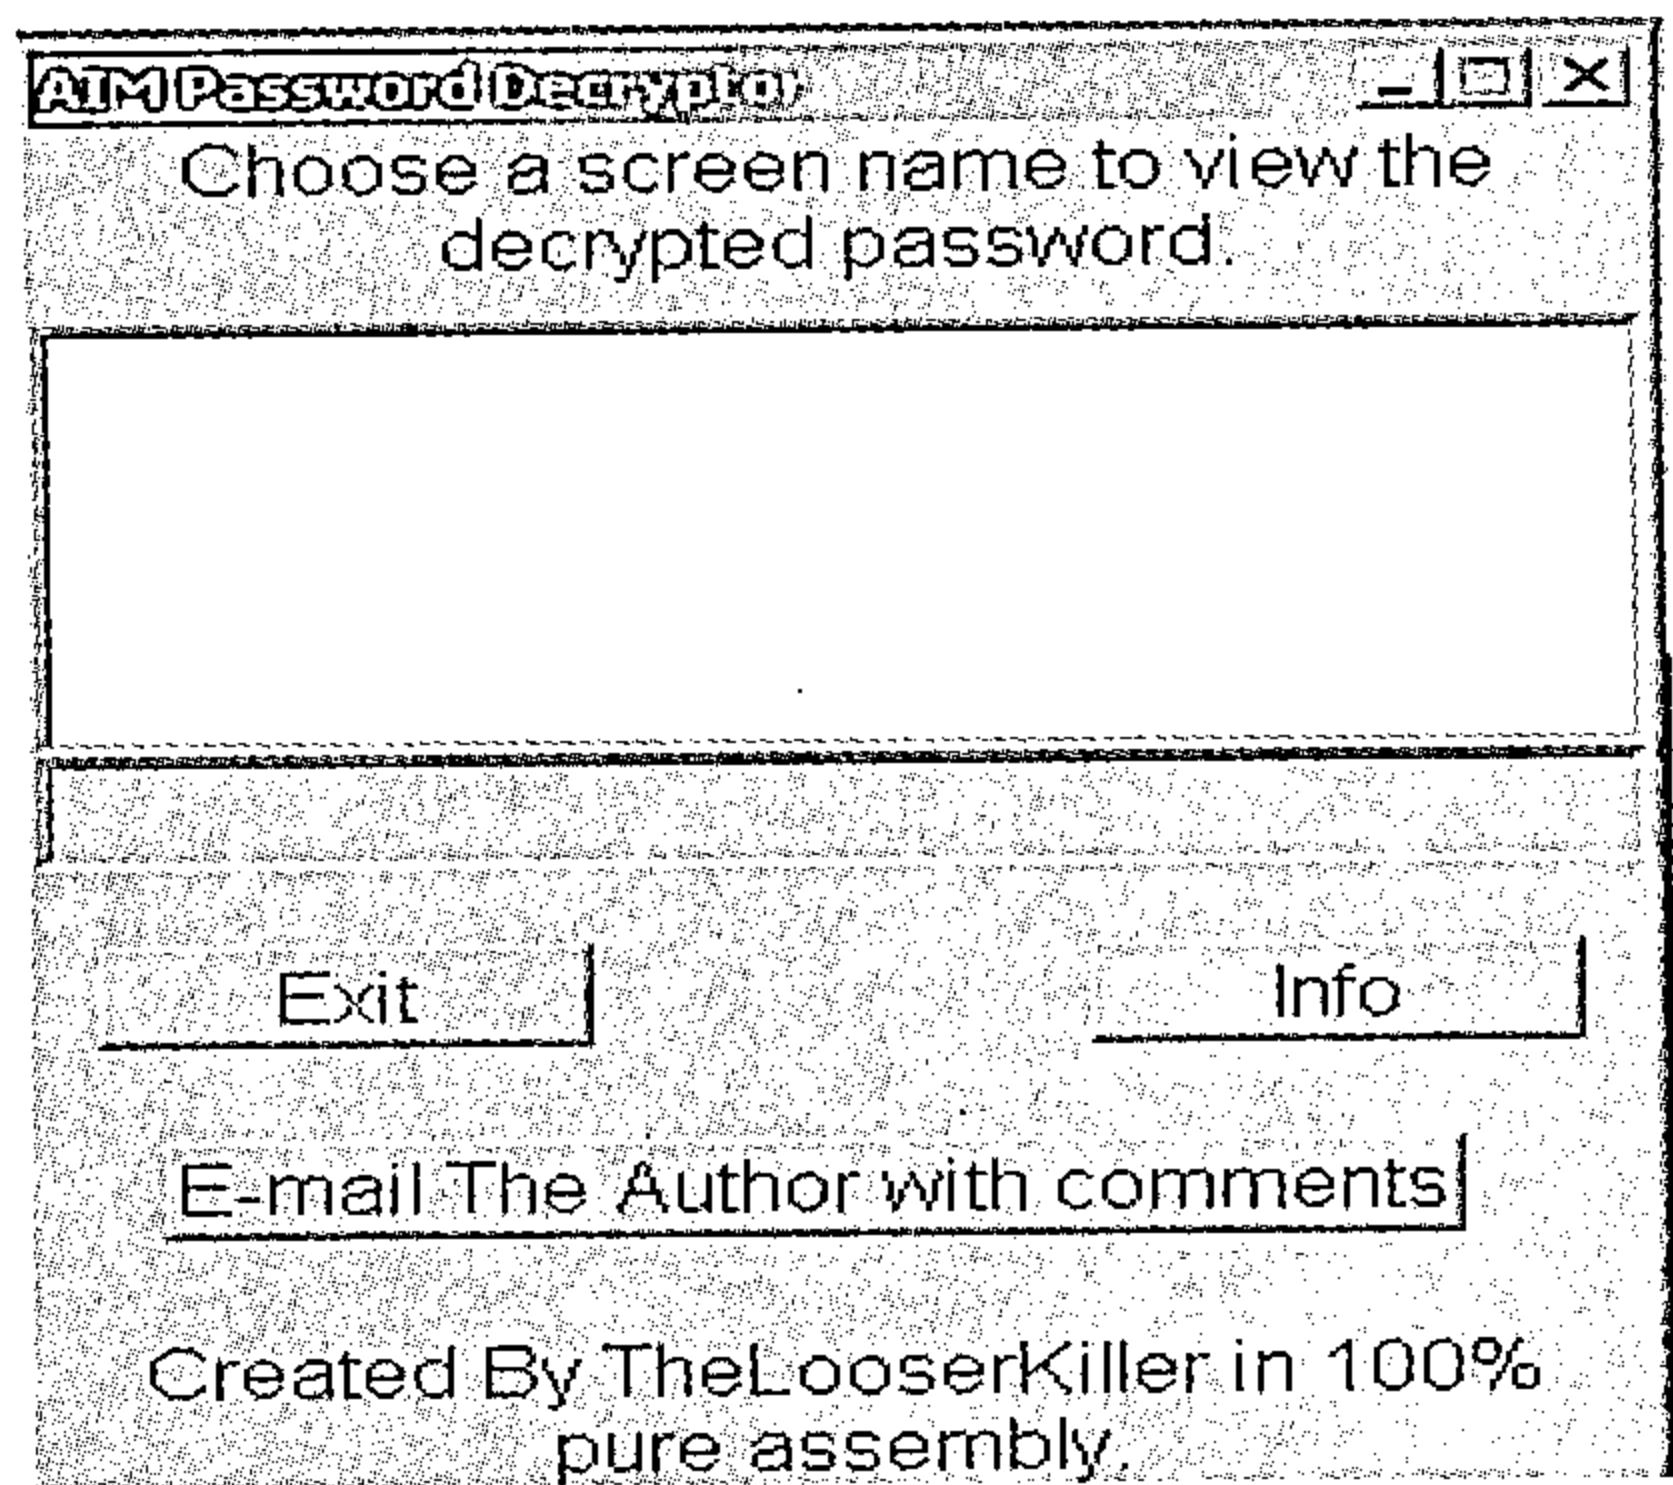 AIM Password Decryptor
Choose a screen name to view the
decrypted password.
Exit
Info
E-mail The Author with comments
Created By TheLooserKiller in 100%
pure assembly.